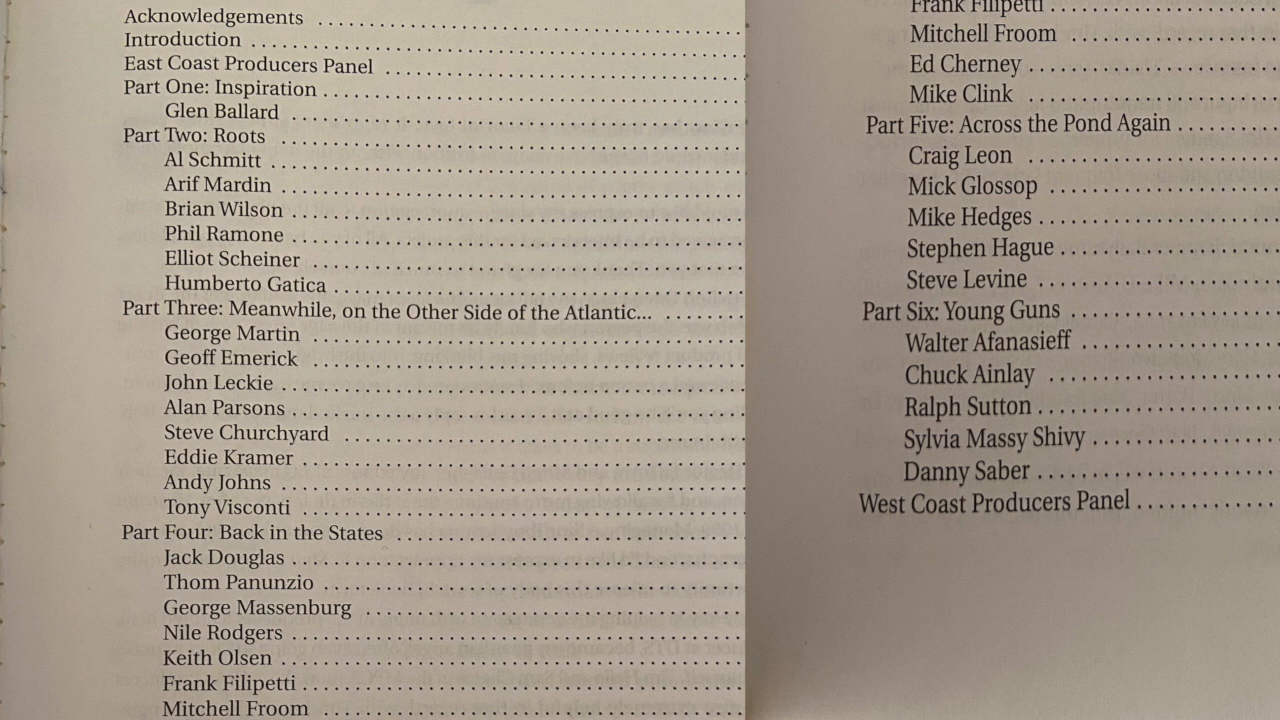 Acknowledgements
Introduction
East Coast Producers Panel
Part One: Inspiration
Glen Ballard
Part Two: Roots
Al Schmitt
Arif Mardin
Brian Wilson
Phil Ramone
Elliot Scheiner
Humberto Gatica
Part Three: Meanwhile, on the Other Side of the Atlantic...
George Martin
Geoff Emerick
John Leckie
Alan Parsons
Steve Churchyard
Eddie Kramer
Andy Johns
Tony Visconti
Part Four: Back in the States
Jack Douglas
Thom Panunzio
George Massenburg
Nile Rodgers
Keith Olsen
Frank Filipetti
Mitchell Froom
Frank Filipetti
Mitchell Froom
Ed Cherney
Mike Clink
Part Five: Across the Pond Again
Craig Leon
Mick Glossop
Mike Hedges
Stephen Hague
Steve Levine
Part Six: Young Guns
Walter Afanasieff
Chuck Ainlay
Ralph Sutton
Sylvia Massy Shivy
Danny Saber
West Coast Producers Panel